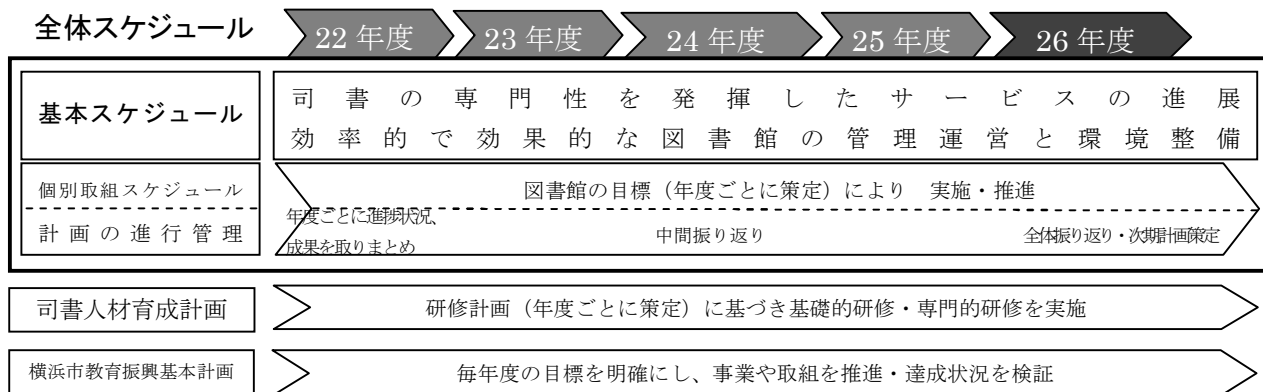 全体スケジュール
22年度 23年度 24年度 25年度 26年度
基本スケジュール
司書の専門性を発揮したサービスの進展
効率的で効果的な図書館の管理運営と環境整備
個別取組スケジュール
図書館の目標（年度ごとに策定）により　実施・推進
計画の進行管理
年度ごとに進捗状況、
成果を取りまとめ
中間振り返り
全体振り返り・次期計画策定
司書人材育成計画
研修計画（年度ごとに策定）に基づき基礎的研修・専門的研修を実施
横浜市教育振興基本計画
毎年度の目標を明確にし、事業や取組を推進・達成状況を検証